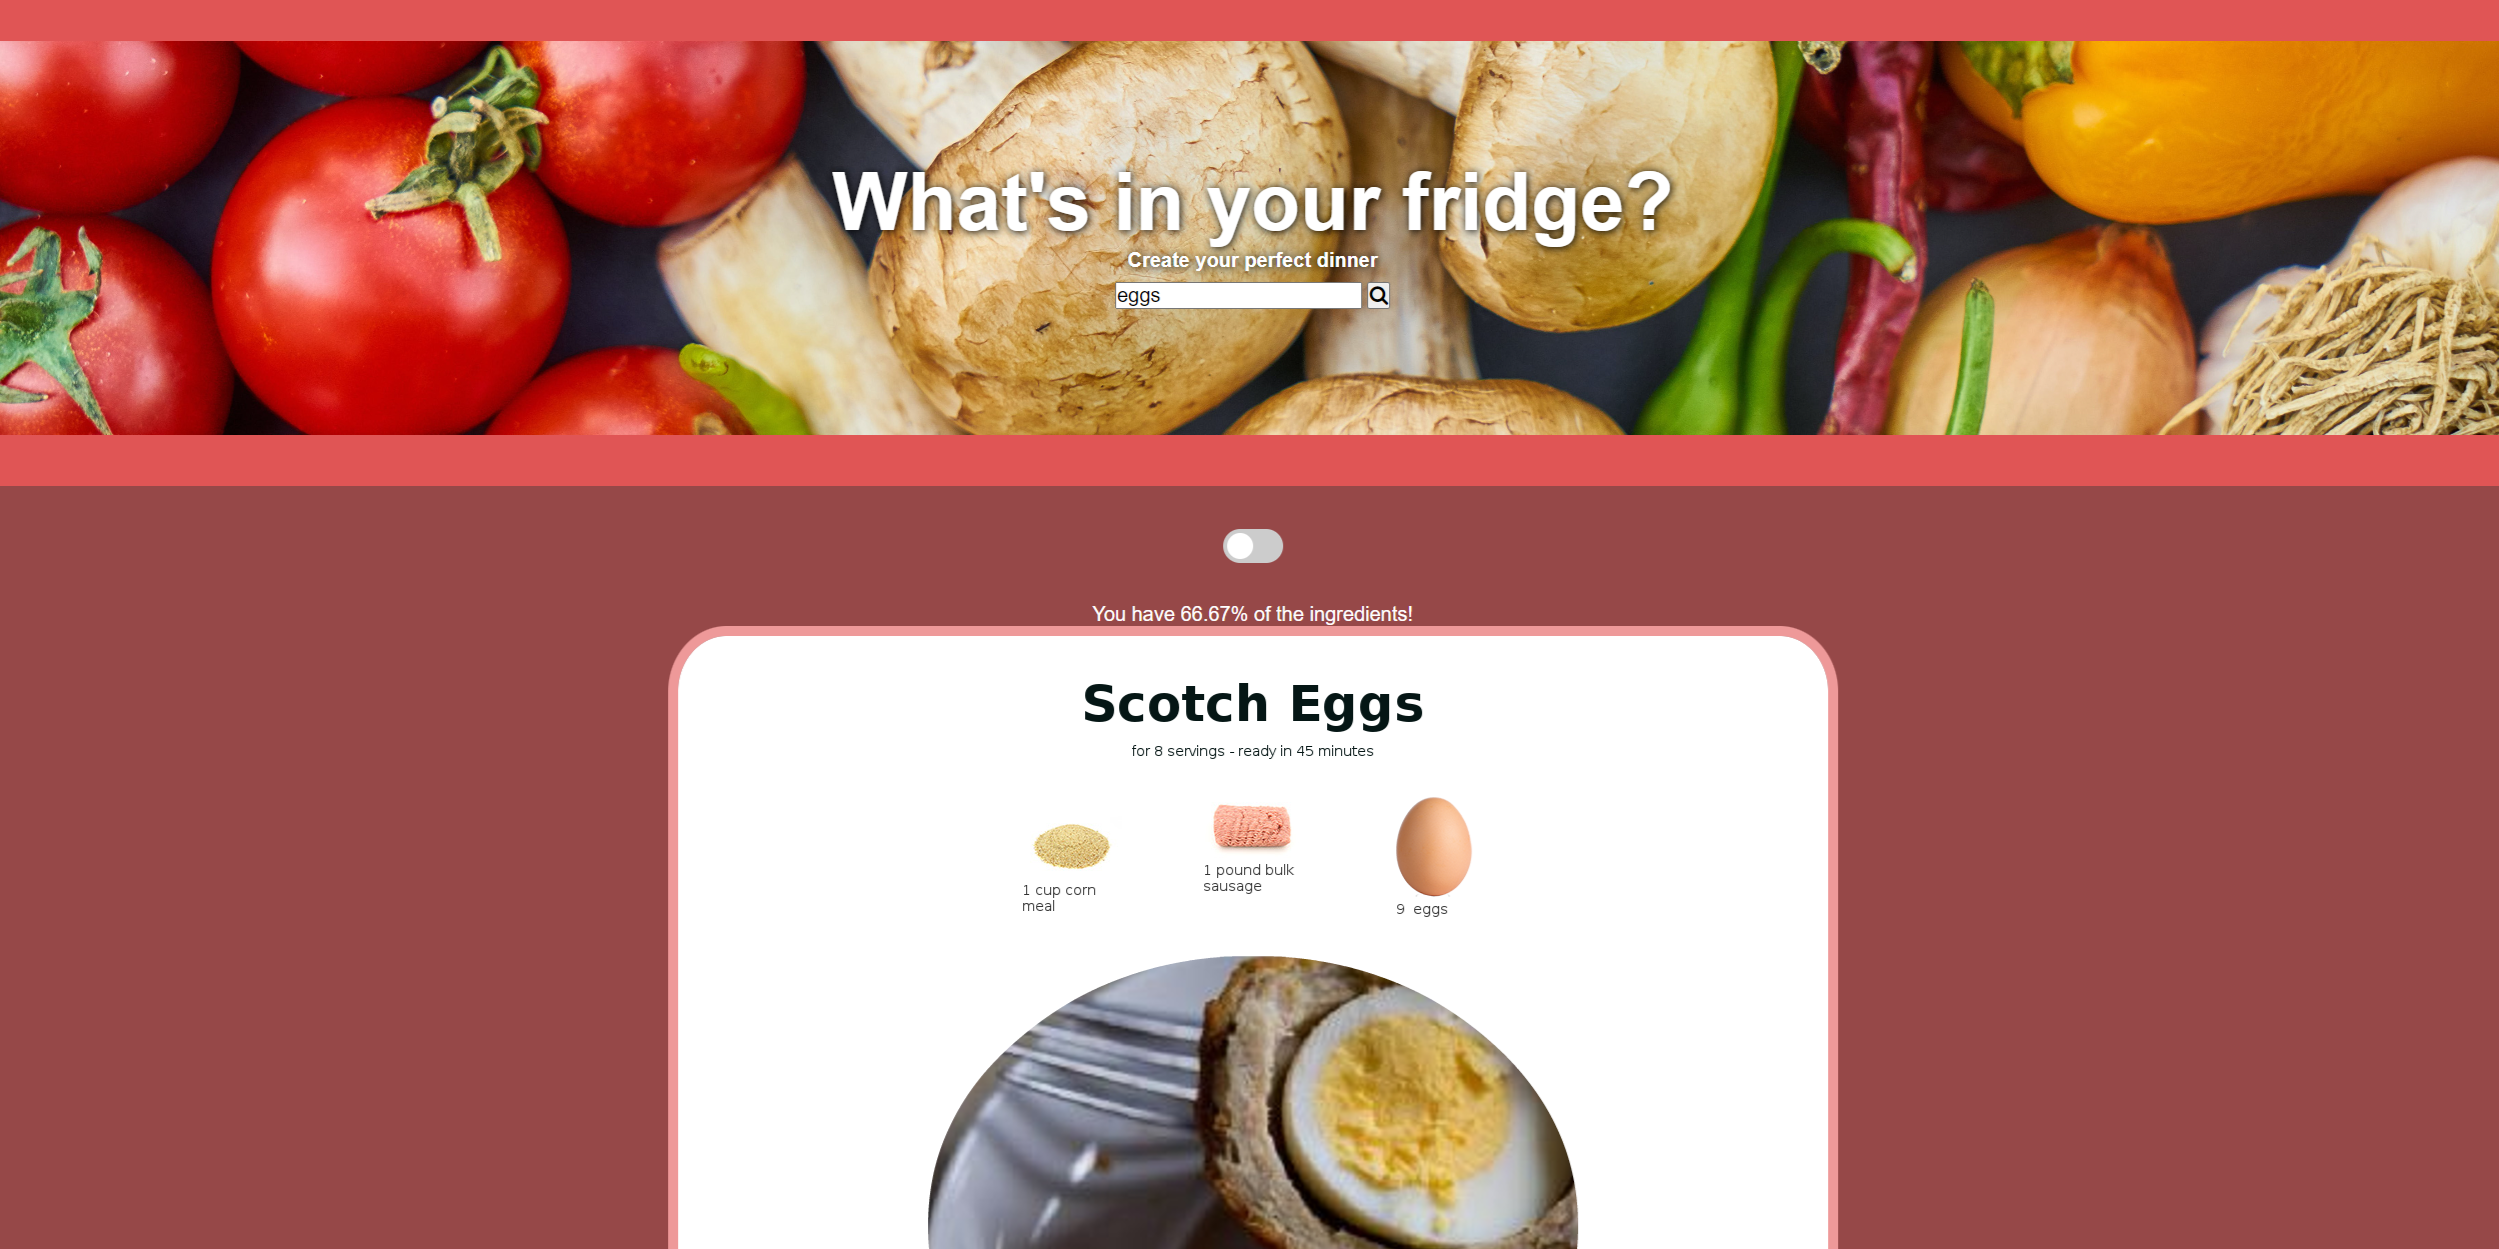 What's in your fridge?
Create your perfect dinner
eggs
You have 66.67% of the ingredients!
Scotch Eggs
for 8 servings - ready in 45 minutes
1 cup corn
meal
1 pound bulk
sausage
9 eggs